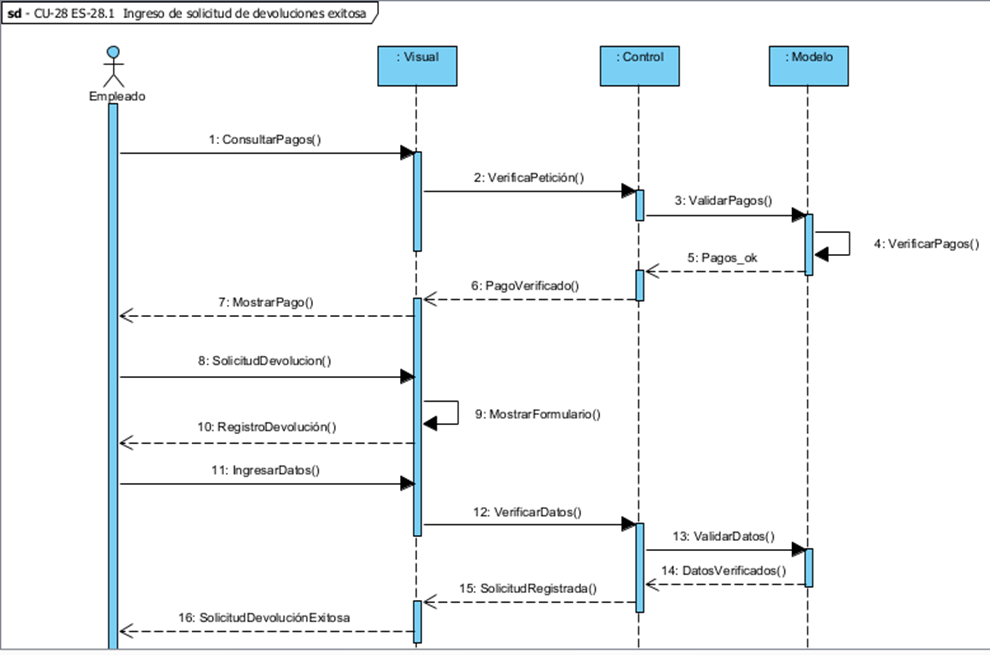 sd - CU-28 ES-28.1 Ingreso de solicitud de devoluciones exitosa
Empleado
: Visual
: Control
: Modelo
1: ConsultarPagos()
2: VerificaPetición()
3: ValidarPagos()
4: VerificarPagos()
5: Pagos_ok
6: PagoVerificado()
7: MostrarPago()
8: SolicitudDevolucion()
9: MostrarFormulario()
10: RegistroDevolución()
11: IngresarDatos()
12: VerificarDatos()
13: ValidarDatos()
14: DatosVerificados()
15: SolicitudRegistrada()
16: SolicitudDevoluciónExitosa